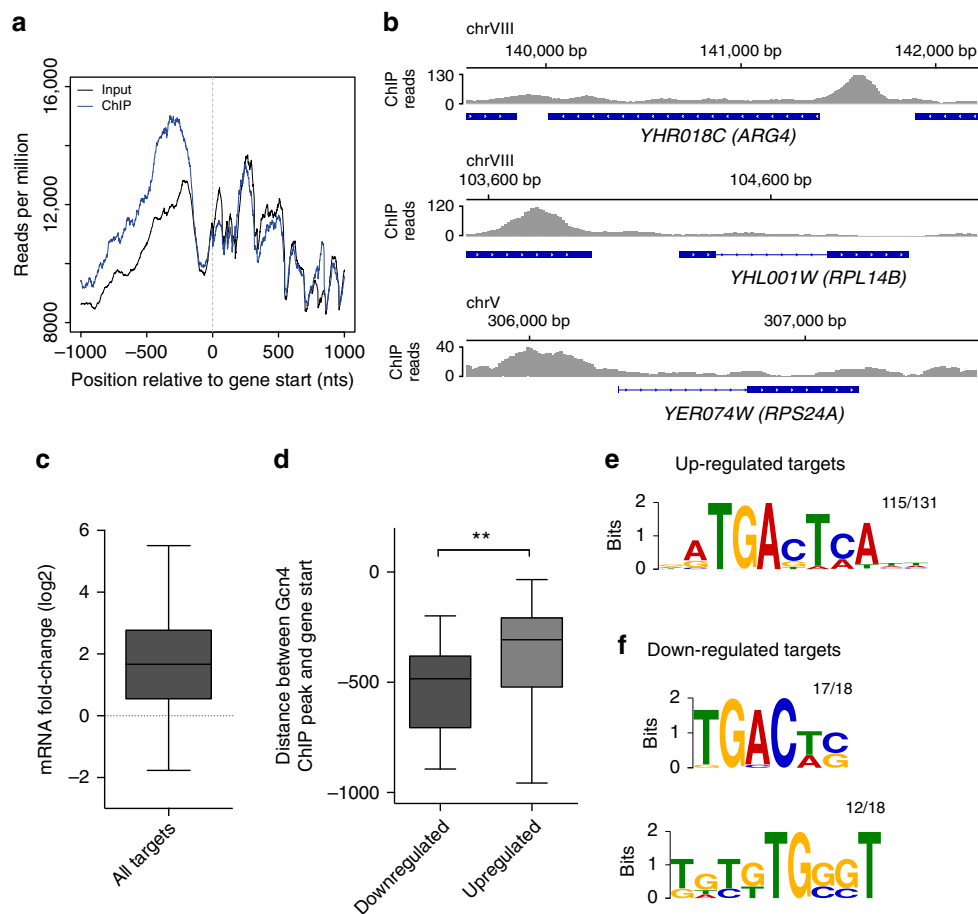 a
16,000
12,000
8000
Reads per million
Input
ChIP
−1000
−500
0
500
1000
Position relative to gene start (nts)
b
chrVIII
140,000 bp
141,000 bp
142,000 bp
ChIP
reads
130
0
YHR018C (ARG4)
chrVIII
103,600 bp
104,600 bp
ChIP
reads
120
0
YHL001W (RPL14B)
chrV
306,000 bp
307,000 bp
ChIP
reads
40
0
YER074W (RPS24A)
c
mRNA fold-change (log2)
6
4
2
0
−2
All targets
d
Distance between Gcn4
ChIP peak and gene start
0
−500
−1000
**
Downregulated
Upregulated
e
Up-regulated targets
115/131
Bits
2
1
0
ATGACTCA
f
Down-regulated targets
17/18
Bits
2
1
0
TGACTC
AG
12/18
Bits
2
1
0
TGTGTGGGT
CC